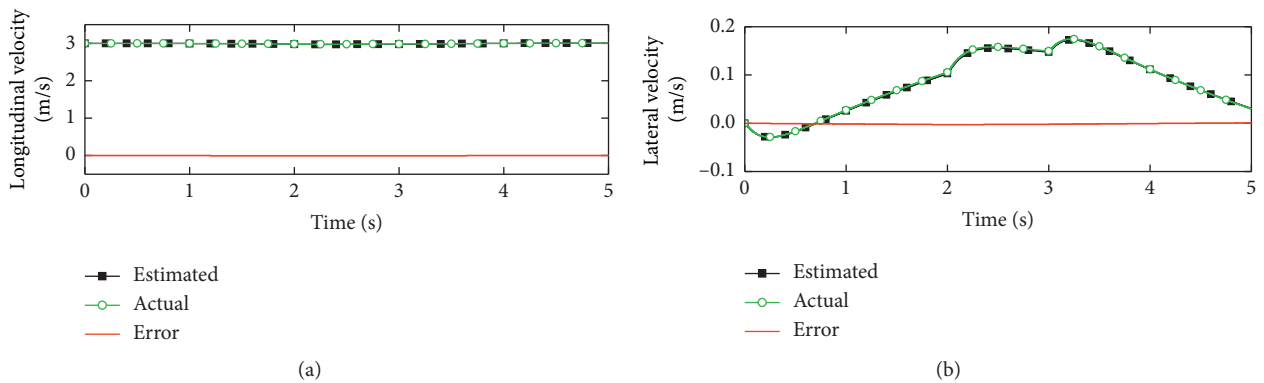 Longitudinal velocity
(m/s)
3
2
1
0
0 1 2 3 4 5
Time (s)
Estimated
Actual
Error
(a)
Lateral velocity
(m/s)
0.2
0.1
0.0
−0.1
0 1 2 3 4 5
Time (s)
Estimated
Actual
Error
(b)